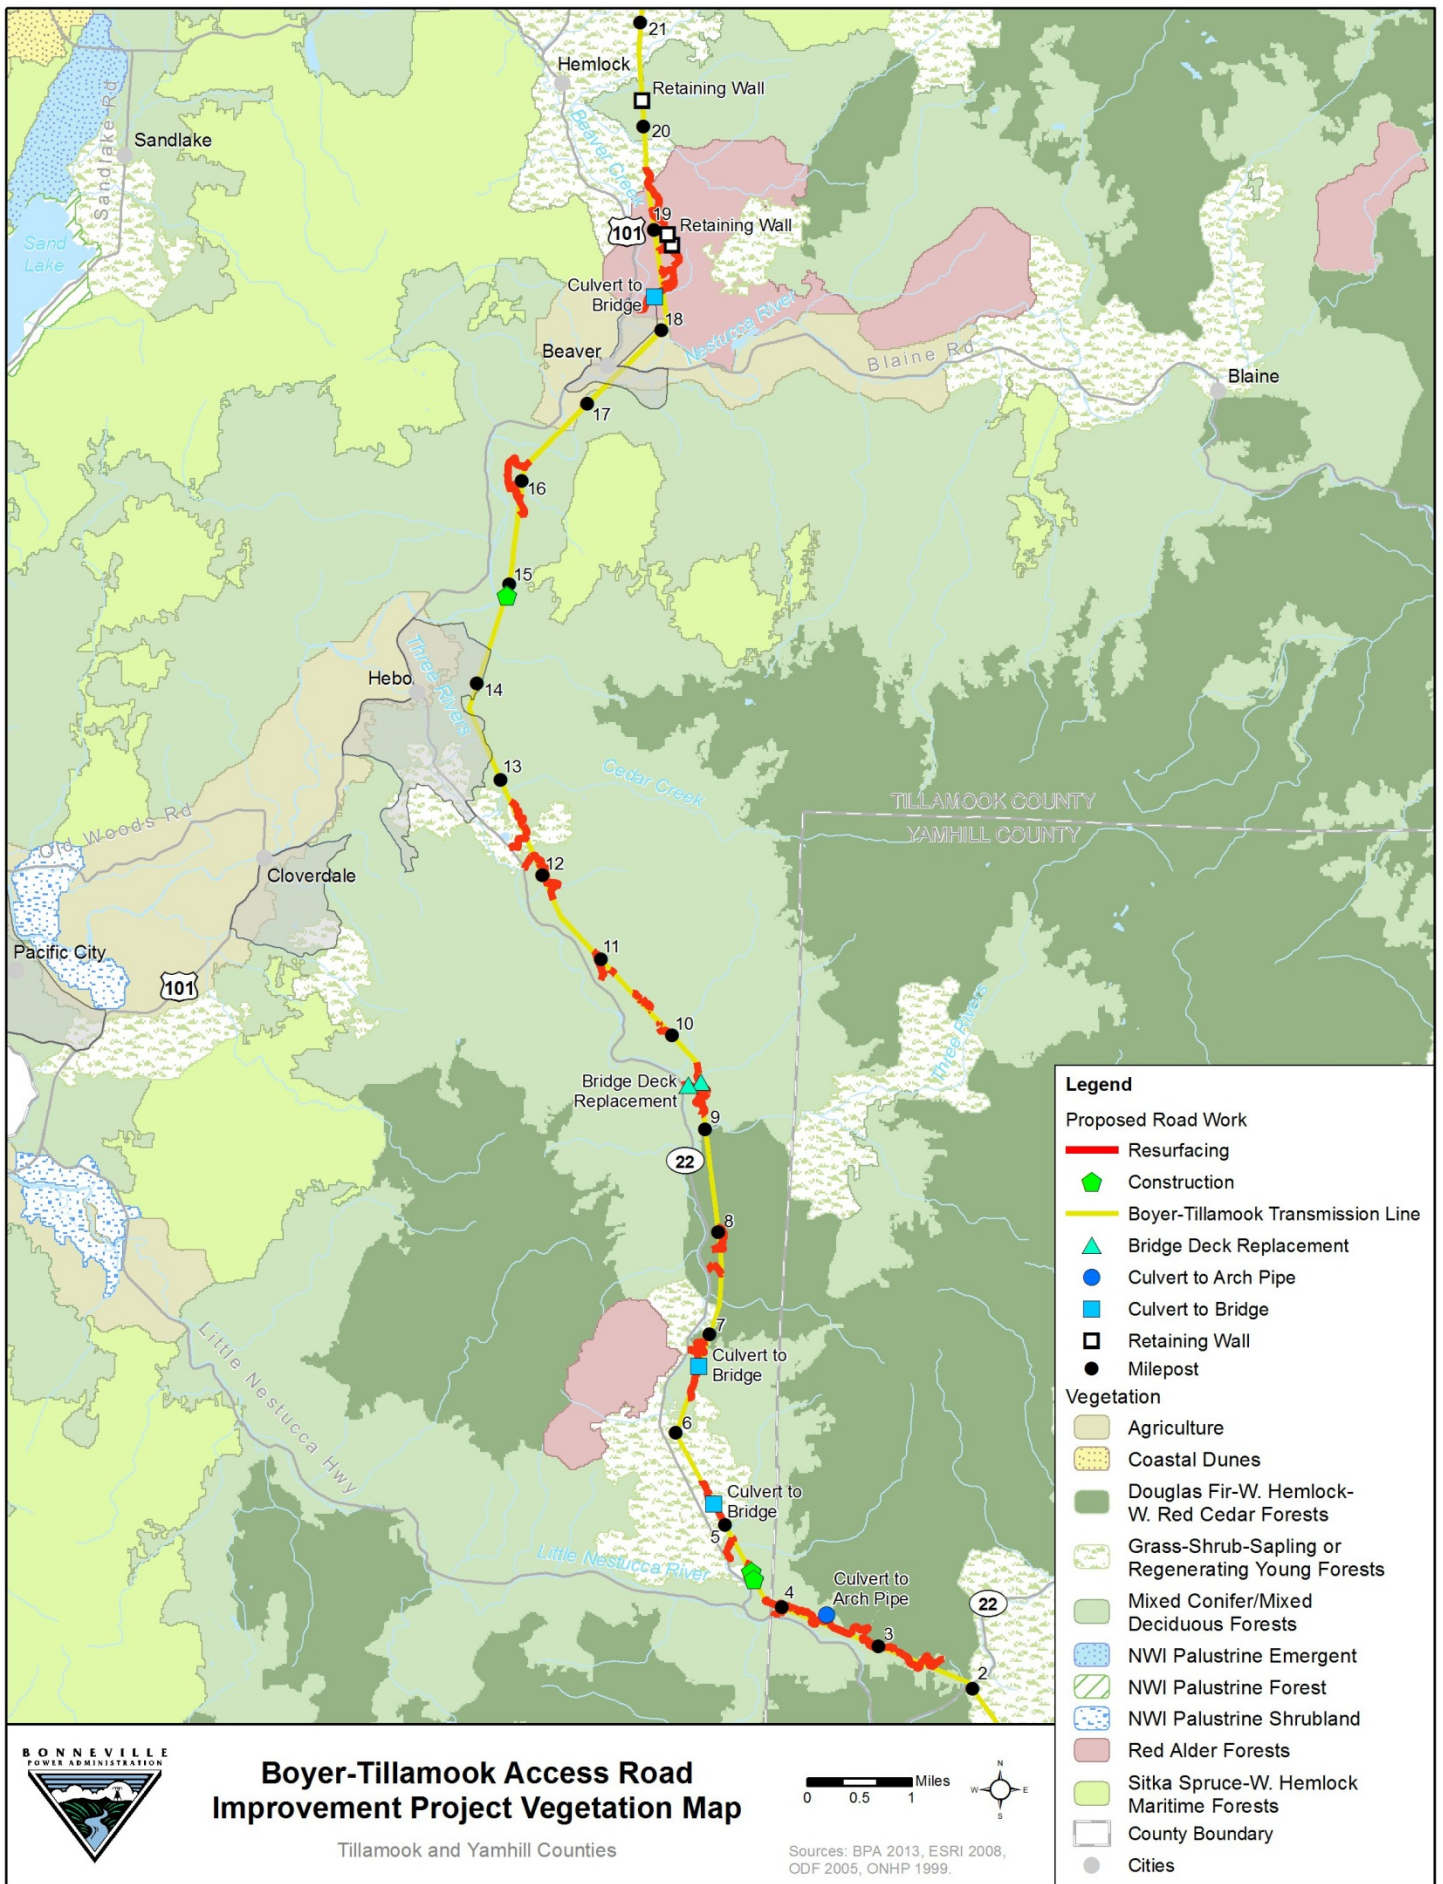 21
Hemlock
Retaining Wall
20
Sandlake Rd
Sandlake
Beaver Creek
Sand
Lake
19
101
Retaining Wall
Culvert to
Bridge
18
Nestucca River
Beaver
Blaine Rd
Blaine
17
16
15
Three Rivers
Hebo
14
13
Cedar Creek
TILLAMOOK COUNTY
YAMHILL COUNTY
Old Woods Rd
12
Cloverdale
11
Pacific City
101
10
Three Rivers
Bridge Deck
Replacement
9
22
8
7
Culvert to
Bridge
Little Nestucca Hwy
6
Culvert to
Bridge
5
Little Nestucca River
4
Culvert to
Arch Pipe
22
3
2
Legend
Proposed Road Work
Resurfacing
Construction
Boyer-Tillamook Transmission Line
Bridge Deck Replacement
Culvert to Arch Pipe
Culvert to Bridge
Retaining Wall
Milepost
Vegetation
Agriculture
Coastal Dunes
Douglas Fir-W. Hemlock-
W. Red Cedar Forests
Grass-Shrub-Sapling or
Regenerating Young Forests
Mixed Conifer/Mixed
Deciduous Forests
NWI Palustrine Emergent
NWI Palustrine Forest
NWI Palustrine Shrubland
Red Alder Forests
Sitka Spruce-W. Hemlock
Maritime Forests
County Boundary
Cities
BONNEVILLE
POWER ADMINISTRATION
Boyer-Tillamook Access Road
Improvement Project Vegetation Map
Tillamook and Yamhill Counties
Miles
0 0.5 1
N
W E
S
Sources: BPA 2013, ESRI 2008,
ODF 2005, ONHP 1999.